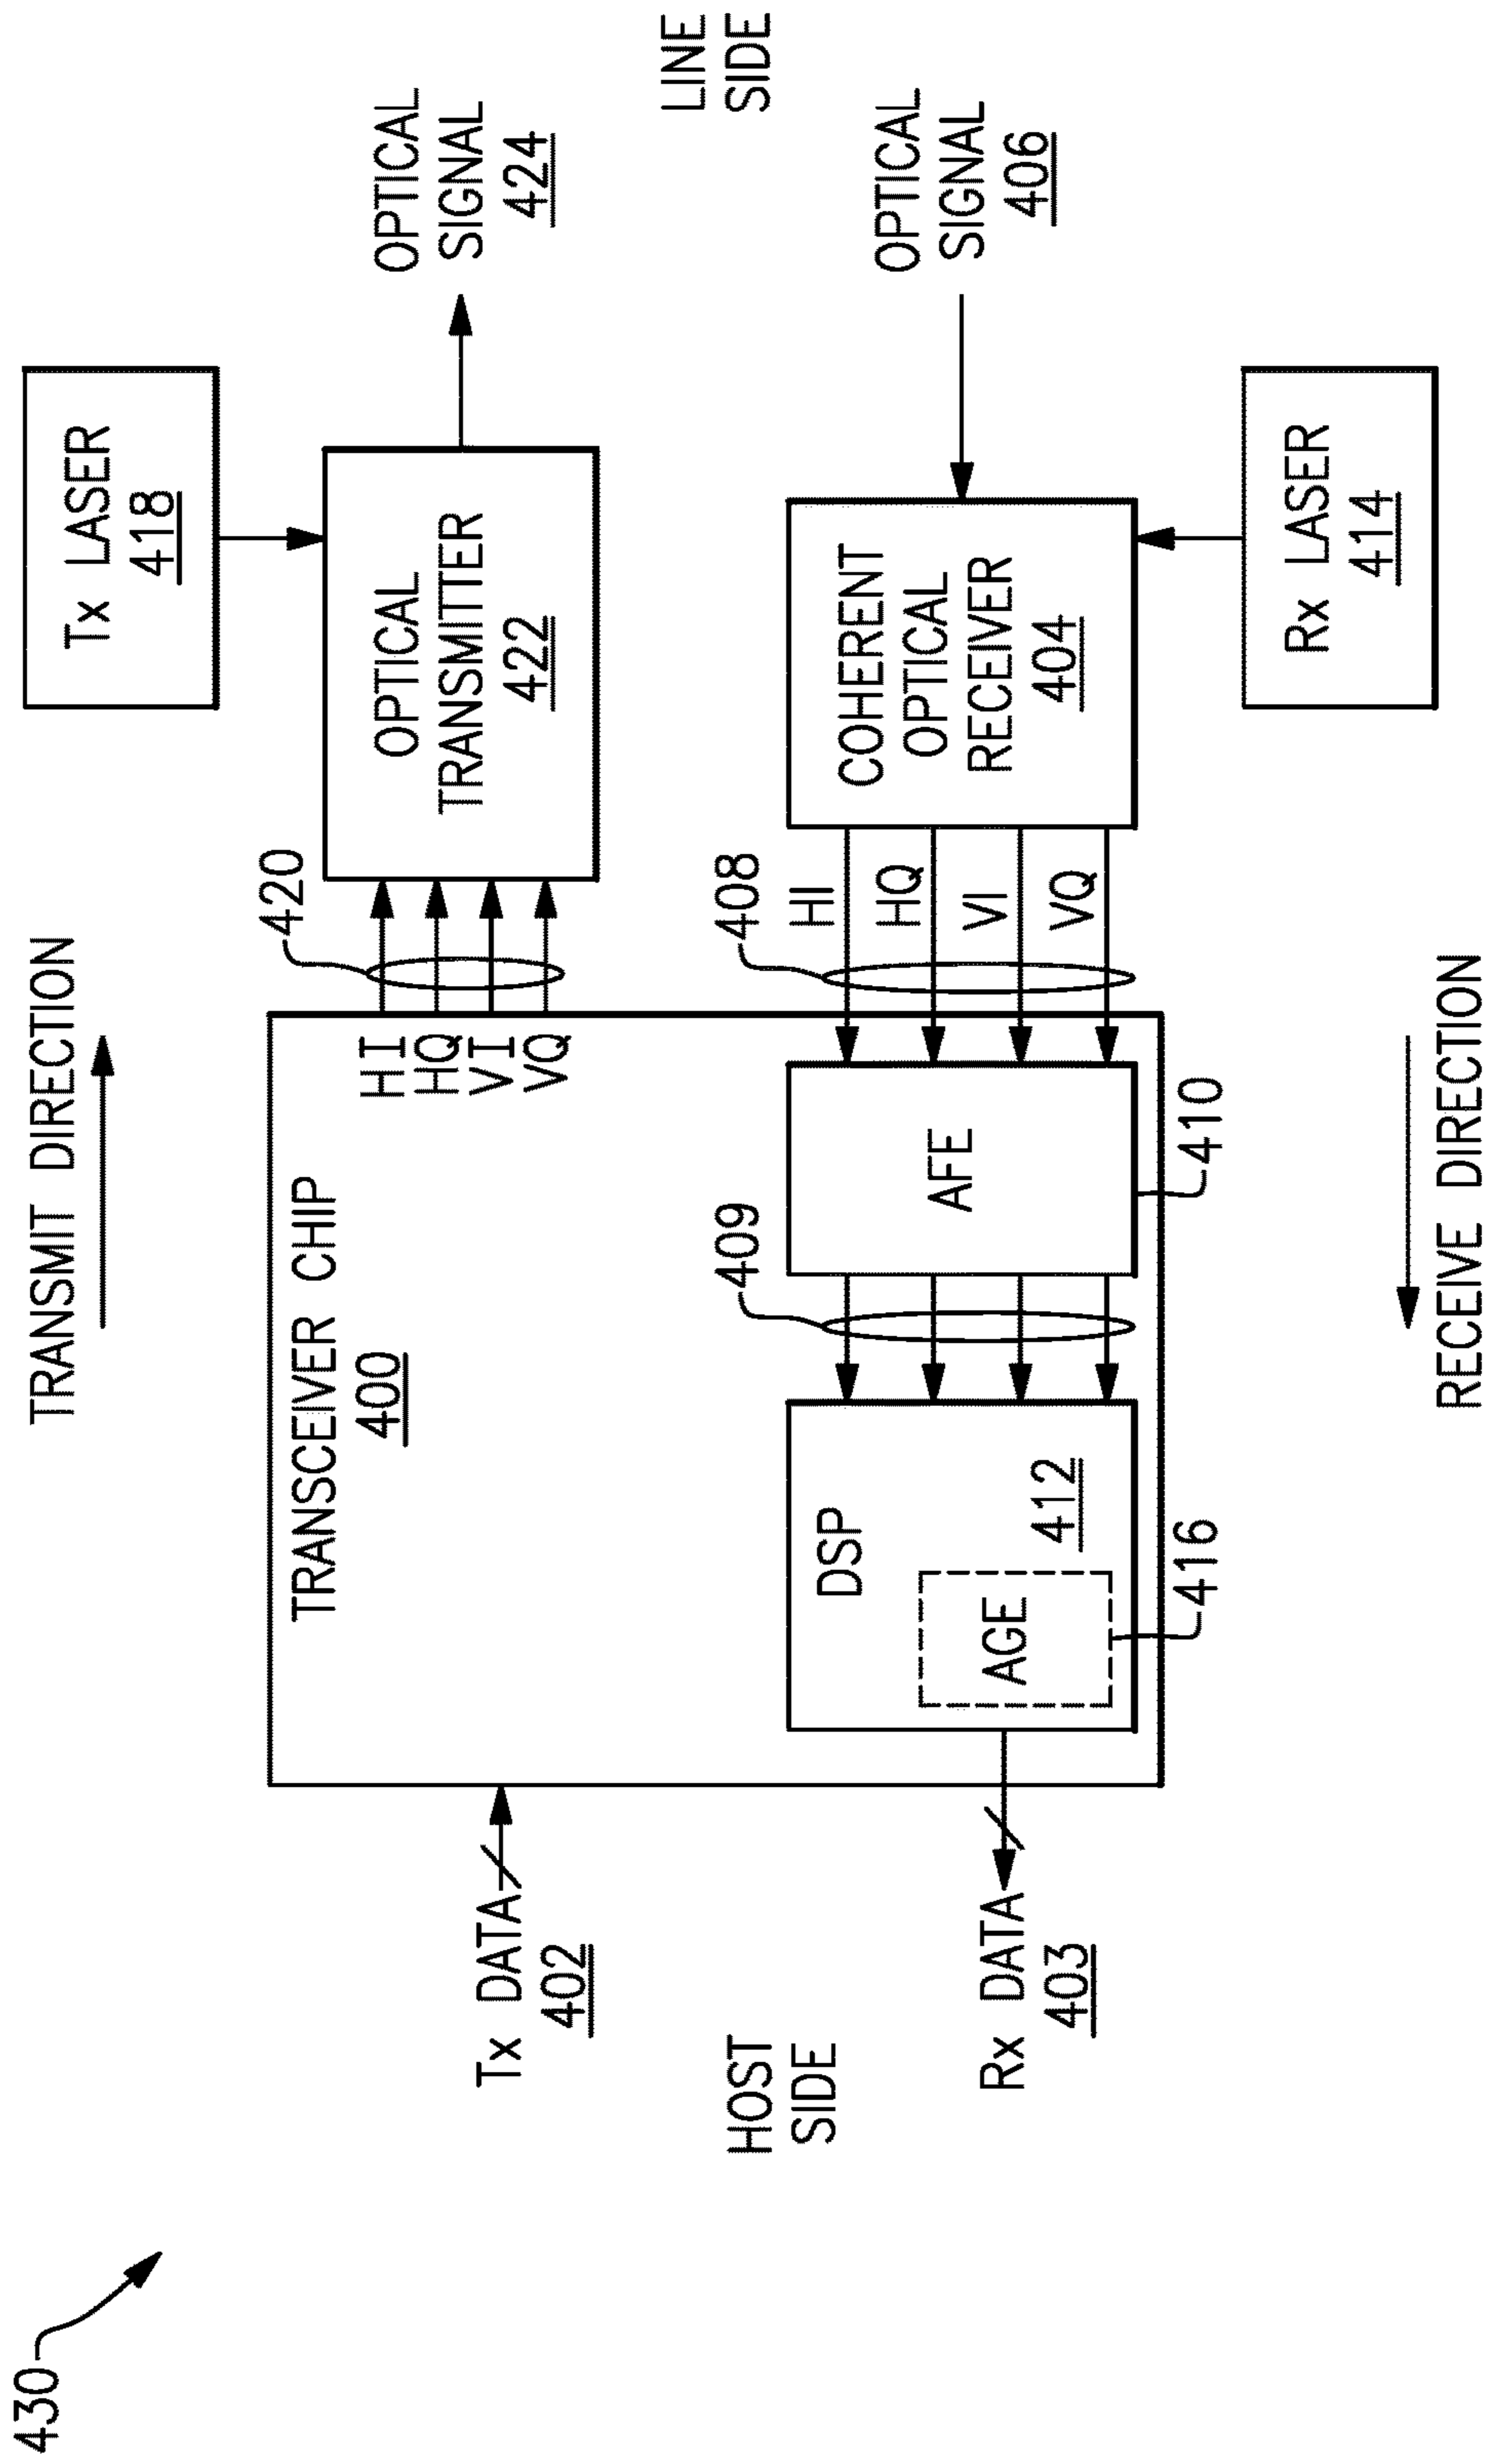 430
TRANSMIT DIRECTION
Tx LASER
418
TRANSCEIVER CHIP
400
HI
HQ
VI
VQ
420
OPTICAL
TRANSMITTER
422
OPTICAL
SIGNAL
424
Tx DATA
402
HOST
SIDE
LINE
SIDE
Rx DATA
403
DSP
412
AGE
416
409
AFE
410
408
HI
HQ
VI
VQ
COHERENT
OPTICAL
RECEIVER
404
OPTICAL
SIGNAL
406
Rx LASER
414
RECEIVE DIRECTION